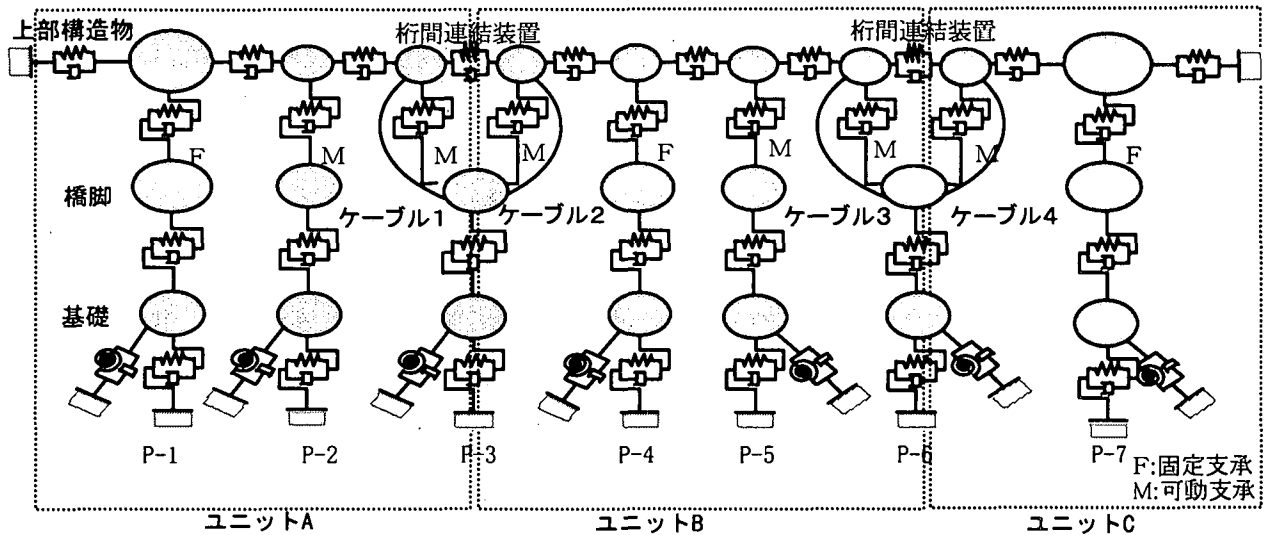 上部構造物
桁間連結装置
桁間連結装置
F
M
M
M
F
M
M
M
F
橋脚
ケーブル1
ケーブル2
ケーブル3
ケーブル4
基礎
P-1
P-2
P-3
P-4
P-5
P-6
P-7
F:固定支承
M:可動支承
ユニットA
ユニットB
ユニットC